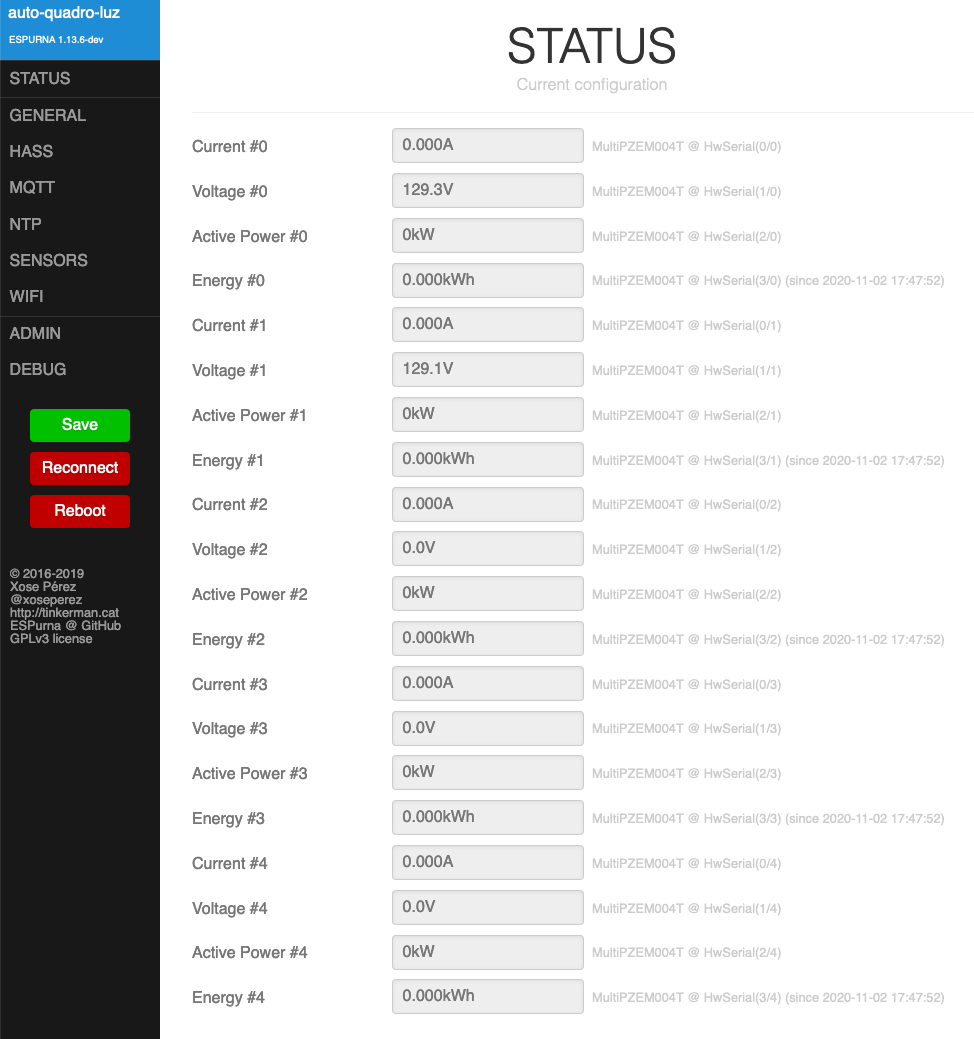 auto-quadro-luz
ESPURNA 1.13.6-dev
STATUS
GENERAL
HASS
MQTT
NTP
SENSORS
WIFI
ADMIN
DEBUG
Save
Reconnect
Reboot
© 2016-2019
Xose Pérez
@xoseperez
http://tinkerman.cat
ESPurna @ GitHub
GPLv3 license
STATUS
Current configuration
Current #0 0.000A MultiPZEM004T @ HwSerial(0/0)
Voltage #0 129.3V MultiPZEM004T @ HwSerial(1/0)
Active Power #0 0kW MultiPZEM004T @ HwSerial(2/0)
Energy #0 0.000kWh MultiPZEM004T @ HwSerial(3/0) (since 2020-11-02 17:47:52)
Current #1 0.000A MultiPZEM004T @ HwSerial(0/1)
Voltage #1 129.1V MultiPZEM004T @ HwSerial(1/1)
Active Power #1 0kW MultiPZEM004T @ HwSerial(2/1)
Energy #1 0.000kWh MultiPZEM004T @ HwSerial(3/1) (since 2020-11-02 17:47:52)
Current #2 0.000A MultiPZEM004T @ HwSerial(0/2)
Voltage #2 0.0V MultiPZEM004T @ HwSerial(1/2)
Active Power #2 0kW MultiPZEM004T @ HwSerial(2/2)
Energy #2 0.000kWh MultiPZEM004T @ HwSerial(3/2) (since 2020-11-02 17:47:52)
Current #3 0.000A MultiPZEM004T @ HwSerial(0/3)
Voltage #3 0.0V MultiPZEM004T @ HwSerial(1/3)
Active Power #3 0kW MultiPZEM004T @ HwSerial(2/3)
Energy #3 0.000kWh MultiPZEM004T @ HwSerial(3/3) (since 2020-11-02 17:47:52)
Current #4 0.000A MultiPZEM004T @ HwSerial(0/4)
Voltage #4 0.0V MultiPZEM004T @ HwSerial(1/4)
Active Power #4 0kW MultiPZEM004T @ HwSerial(2/4)
Energy #4 0.000kWh MultiPZEM004T @ HwSerial(3/4) (since 2020-11-02 17:47:52)